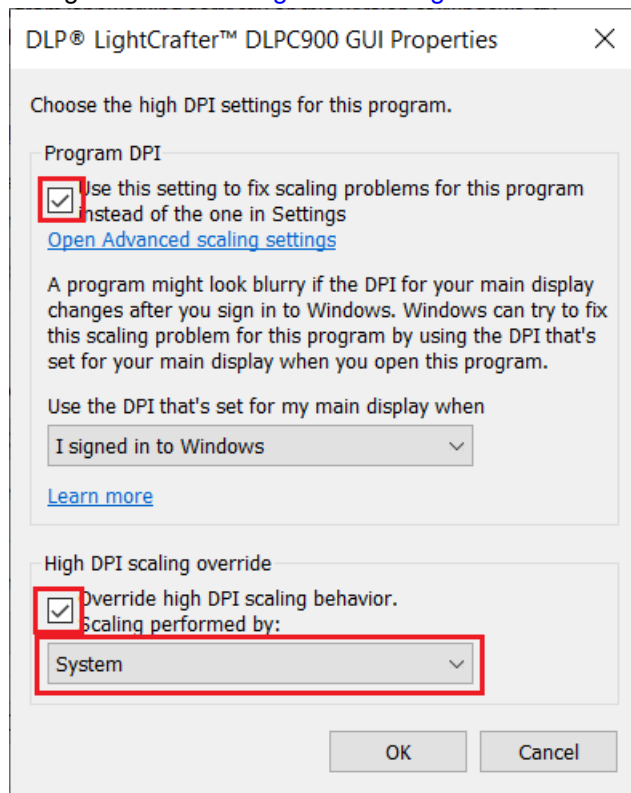 DLP® LightCrafter™ DLPC900 GUI Properties
Choose the high DPI settings for this program.
Program DPI
Use this setting to fix scaling problems for this program
instead of the one in Settings
Open Advanced scaling settings
A program might look blurry if the DPI for your main display
changes after you sign in to Windows. Windows can try to fix
this scaling problem for this program by using the DPI that's
set for your main display when you open this program.
Use the DPI that's set for my main display when
I signed in to Windows
Learn more
High DPI scaling override
Override high DPI scaling behavior.
Scaling performed by:
System
OK
Cancel